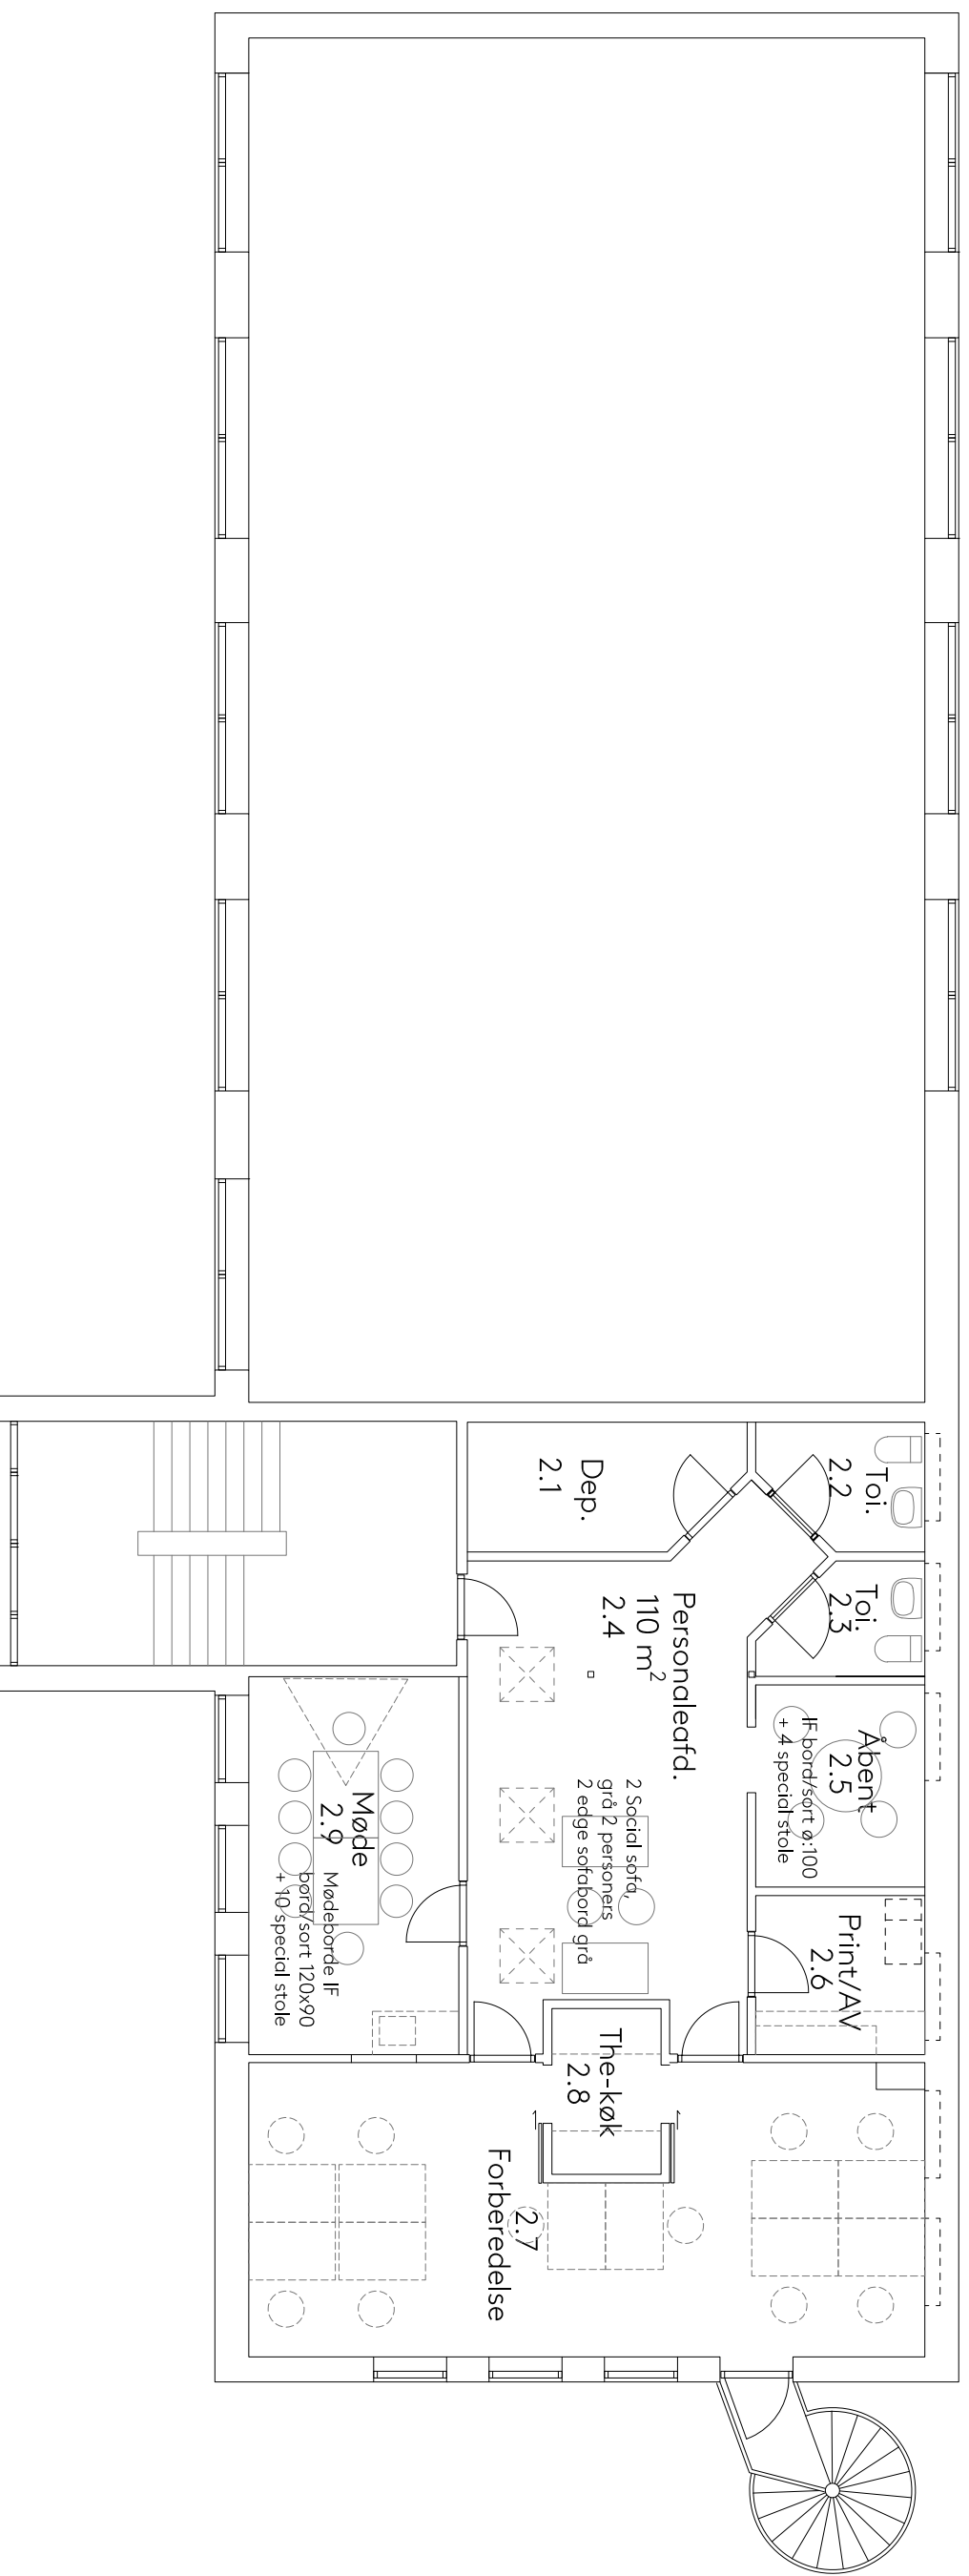 Dep.
2.1
Toi.
2.2
Toi.
2.3
Personaleafd.
110 m²
2.4
2 Social sofa,
grå 2 personers
2 edge sofabord grå
Åbent
2.5
IF bord/sort ø:100
+ 4 special stole
Print/AV
2.6
Møde
2.9
Mødeborde IF
bord/sort 120x90
+ 10 special stole
The-køk
2.8
2.7
Forberedelse